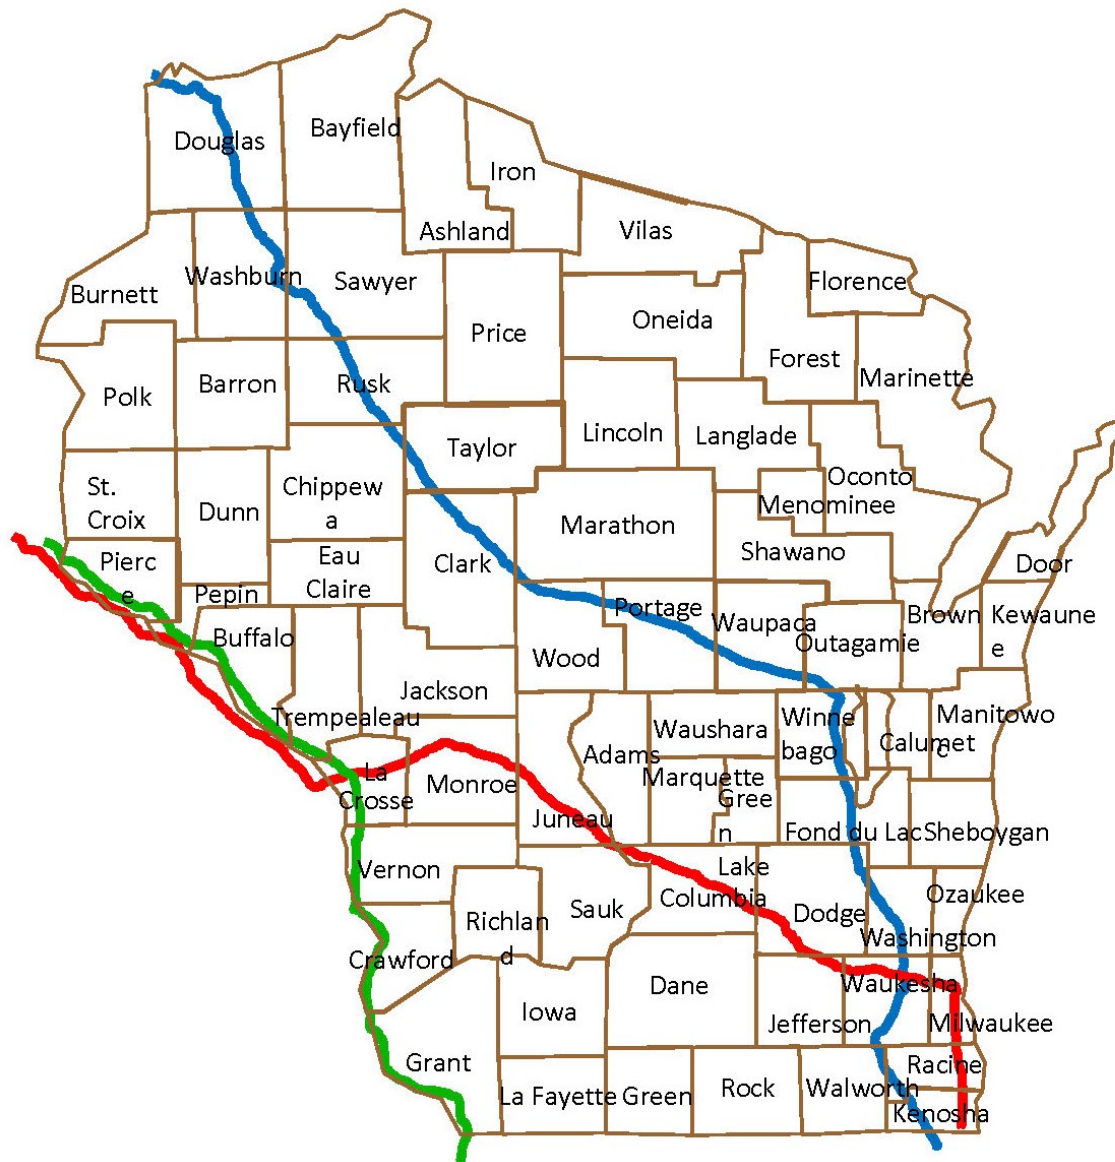 Bayfield
Douglas
Iron
Ashland
Vilas
Washburn
Sawyer
Florence
Burnett
Oneida
Price
Forest
Marinette
Barron
Rusk
Polk
Lincoln
Langlade
Taylor
Oconto
St.
Croix
Chippew
a
Dunn
Menominee
Marathon
Shawano
Pierc
e
Eau
Claire
Clark
Door
Pepin
Portage
Waupaca
Brown
Kewaune
e
Buffalo
Outagamie
Wood
Jackson
Trempealeau
Waushara
Winne
bago
Manitowo
c
Calumet
Adams
La
Crosse
Monroe
Marquette
Gree
n
Lake
Juneau
Fond du Lac
Sheboygan
Vernon
Columbia
Ozaukee
Richlan
d
Sauk
Dodge
Washington
Crawford
Dane
Waukesha
Iowa
Jefferson
Milwaukee
Grant
Racine
La Fayette
Green
Rock
Walworth
Kenosha